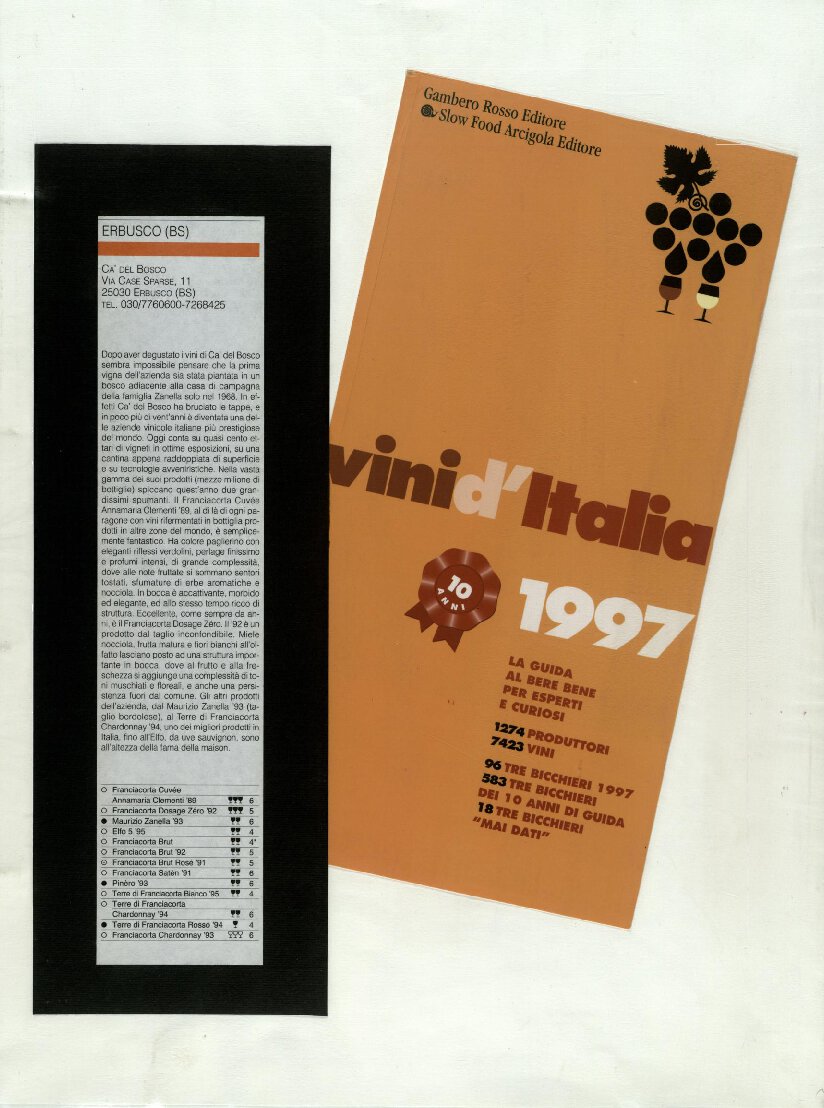 ERBUSCO (BS)
CA' DEL BOSCO
VIA CASE SPARSE, 11
25030 ERBUSCO (BS)
TEL. 030/7760600-7268425
Dopo aver degustato i vini di Ca' del Bosco
sembra impossibile pensare che la prima
vigna dell'azienda sia stata piantata in un
bosco adiacente alla casa di campagna
della famiglia Zanella solo nel 1968. In ef-
fetti Ca' del Bosco ha bruciato le tappe, e
in poco più di vent'anni è diventata una del-
le aziende vinicole italiane più prestigiose
del mondo. Oggi conta su quasi cento et-
tari di vigneti in ottime esposizioni, su una
cantina appena raddoppiata di superficie
e su tecnologie avveniristiche. Nella vasta
gamma dei suoi prodotti (mezzo milione di
bottiglie) spiccano quest'anno due gran-
dissimi spumanti. Il Franciacorta Cuvée
Annamaria Clementi '89, al di là di ogni pa-
ragone con vini rifermentati in bottiglia pro-
dotti in altre zone del mondo, è semplice-
mente fantastico. Ha colore paglierino con
eleganti riflessi verdolini, perlage finissimo
e profumi intensi, di grande complessità,
dove alle note fruttate si sommano sentori
tostati, sfumature di erbe aromatiche e
nocciola. In bocca è accattivante, morbido
ed elegante, ed allo stesso tempo ricco di
struttura. Eccellente, come sempre da an-
ni, è il Franciacorta Dosage Zéro. Il '92 è un
prodotto dal taglio inconfondibile. Miele
nocciola, frutta matura e fiori bianchi all'ol-
fatto lasciano posto ad una struttura impor-
tante in bocca, dove al frutto e alla fre-
schezza si aggiunge una complessità di to-
ni muschiati e floreali, e anche una persi-
stenza fuori dal comune. Gli altri prodotti
dell'azienda, dal Maurizio Zanella '93 (ta-
glio bordolese), al Terre di Franciacorta
Chardonnay '94, uno dei migliori prodotti in
Italia, fino all'Elfo, da uve sauvignon, sono
all'altezza della fama della maison.
Franciacorta Cuvée
Annamaria Clementi '89 6
Franciacorta Dosage Zéro '92 5
Maurizio Zanella '93 6
Elfo 5 '95 4
Franciacorta Brut 4*
Franciacorta Brut '92 5
Franciacorta Brut Rosé '91 5
Franciacorta Satèn '91 6
Pinèro '93 6
Terre di Franciacorta Bianco '95 4
Terre di Franciacorta
Chardonnay '94 6
Terre di Franciacorta Rosso '94 4
Franciacorta Chardonnay '93 6
Gambero Rosso Editore
Slow Food Arcigola Editore
vini d'Italia
10
ANNI
1997
LA GUIDA
AL BERE BENE
PER ESPERTI
E CURIOSI
1274 PRODUTTORI
7423 VINI
96 TRE BICCHIERI 1997
583 TRE BICCHIERI
DEI 10 ANNI DI GUIDA
18 TRE BICCHIERI
"MAI DATI"